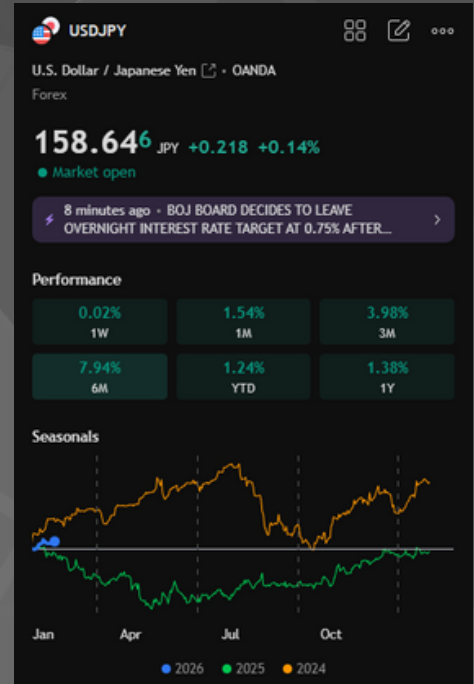 USDJPY
U.S. Dollar / Japanese Yen • OANDA
Forex
158.646 JPY +0.218 +0.14%
Market open
8 minutes ago • BOJ BOARD DECIDES TO LEAVE
OVERNIGHT INTEREST RATE TARGET AT 0.75% AFTER...
Performance
0.02% 1.54% 3.98%
1W 1M 3M
7.94% 1.24% 1.38%
6M YTD 1Y
Seasonals
Jan Apr Jul Oct
2026 2025 2024